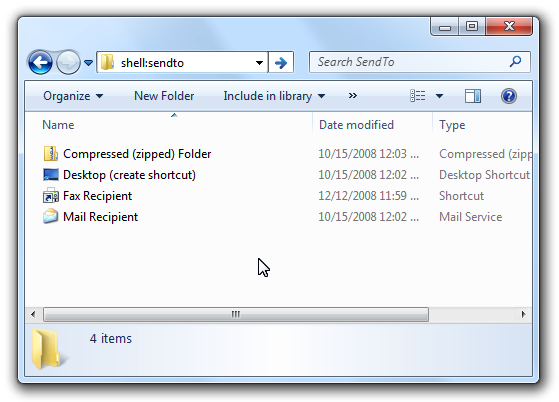 shell:sendto
Search SendTo
Organize New Folder Include in library »
Name Date modified Type
Compressed (zipped) Folder 10/15/2008 12:03 ... Compressed (zipp
Desktop (create shortcut) 10/15/2008 12:02 ... Desktop Shortcut
Fax Recipient 12/12/2008 11:59 ... Shortcut
Mail Recipient 10/15/2008 12:02 ... Mail Service
4 items